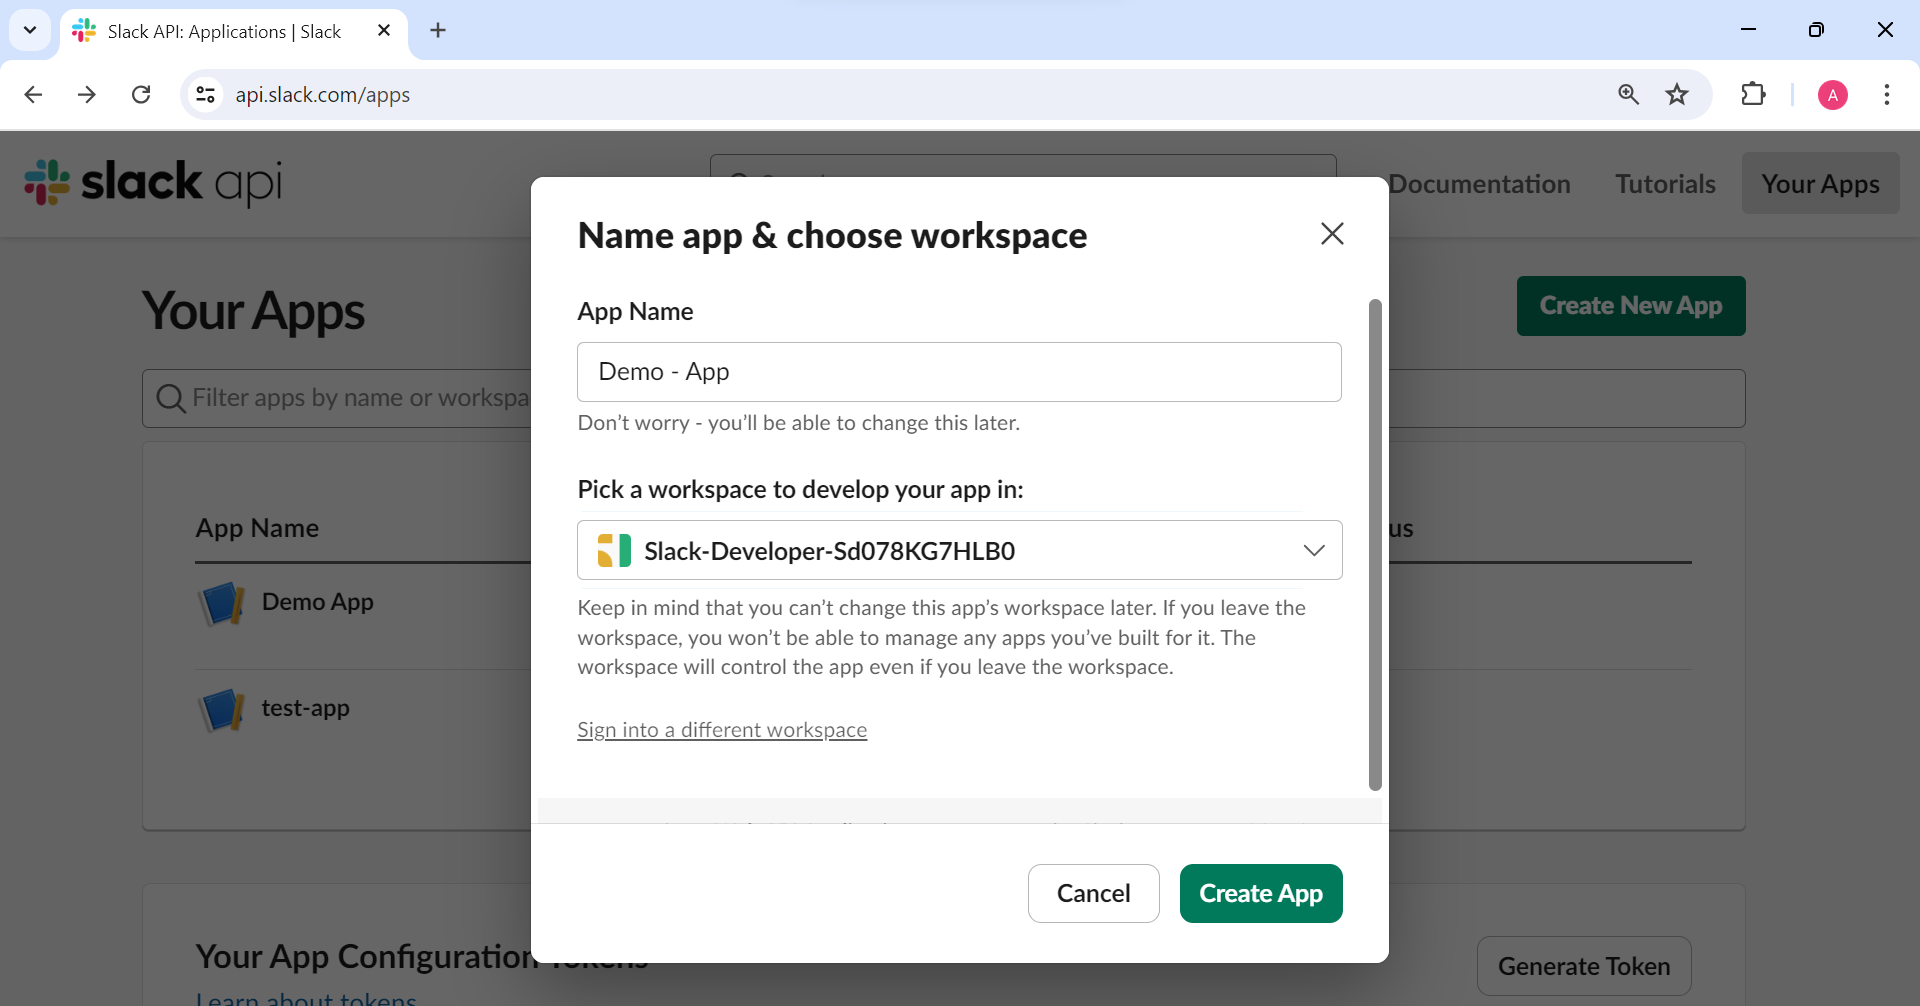 Slack API: Applications | Slack
api.slack.com/apps
A
slack api
Documentation
Tutorials
Your Apps
Name app & choose workspace
Your Apps
Create New App
App Name
Demo - App
Filter apps by name or workspa
Don't worry - you'll be able to change this later.
Pick a workspace to develop your app in:
App Name
us
Slack-Developer-Sd078KG7HLB0
Demo App
Keep in mind that you can't change this app's workspace later. If you leave the
workspace, you won't be able to manage any apps you've built for it. The
workspace will control the app even if you leave the workspace.
test-app
Sign into a different workspace
Cancel
Create App
Your App Configuration Tokens
Generate Token
Learn about tokens